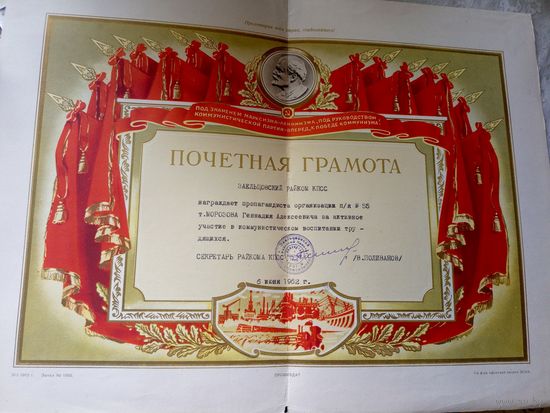 Пролетарии всех стран, соединяйтесь!
ПОД ЗНАМЕНЕМ МАРКСИЗМА-ЛЕНИНИЗМА, ПОД РУКОВОДСТВОМ
КОММУНИСТИЧЕСКОЙ ПАРТИИ - ВПЕРЕД, К ПОБЕДЕ КОММУНИЗМА!
ПОЧЕТНАЯ ГРАМОТА
ЗАЕЛЬЦОВСКИЙ РАЙКОМ КПСС
награждает пропагандиста организации п/я № 55
т.МОРОЗОВА Геннадия Алексеевича за активное
участие в коммунистическом воспитании тру -
дящихся.
СЕКРЕТАРЬ РАЙКОМА КПСС
/В.ПОЛИВАНОВ/
6 июня 1962 г.